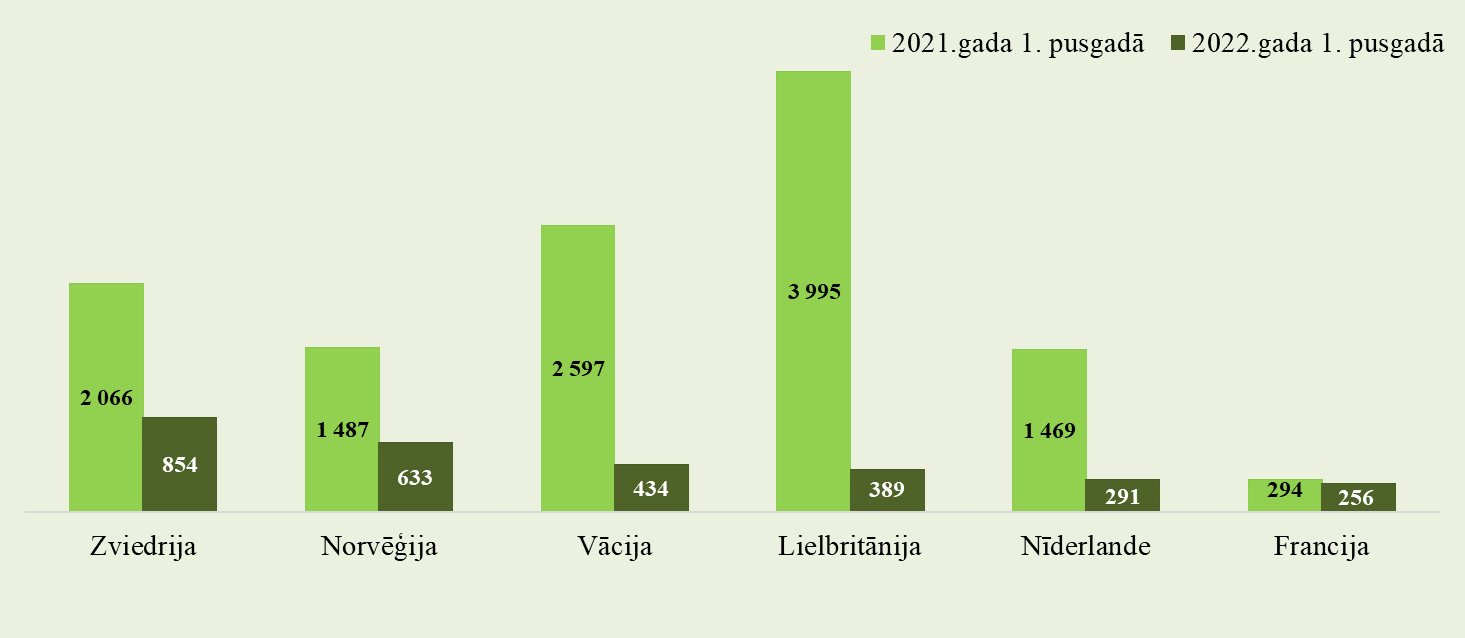 2021.gada 1. pusgadā 2022.gada 1. pusgadā
2 066 854
1 487 633
2 597 434
3 995 389
1 469 291
294 256
Zviedrija Norvēģija Vācija Lielbritānija Nīderlande Francija